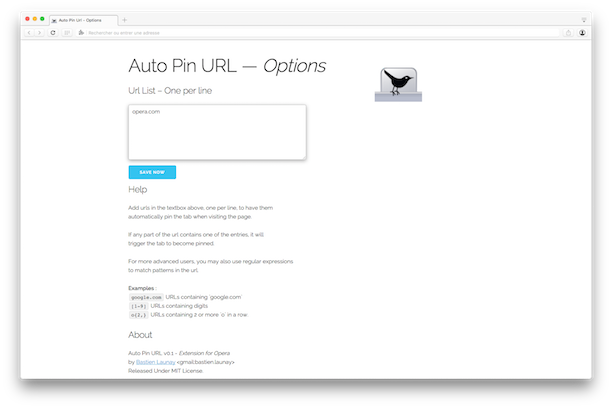 Auto Pin Url - Options
Rechercher ou entrer une adresse
Auto Pin URL — Options
Url List – One per line
opera.com
SAVE NOW
Help
Add urls in the textbox above, one per line, to have them
automatically pin the tab when visiting the page.
If any part of the url contains one of the entries, it will
trigger the tab to become pinned.
For more advanced users, you may also use regular expressions
to match patterns in the url.
Examples :
google.com URLs containing 'google.com'
[1-9] URLs containing digits
o{2,} URLs containing 2 or more 'o' in a row
About
Auto Pin URL v0.1 - Extension for Opera
by Bastien Launay <gmail:bastien.launay>
Released Under MIT License.